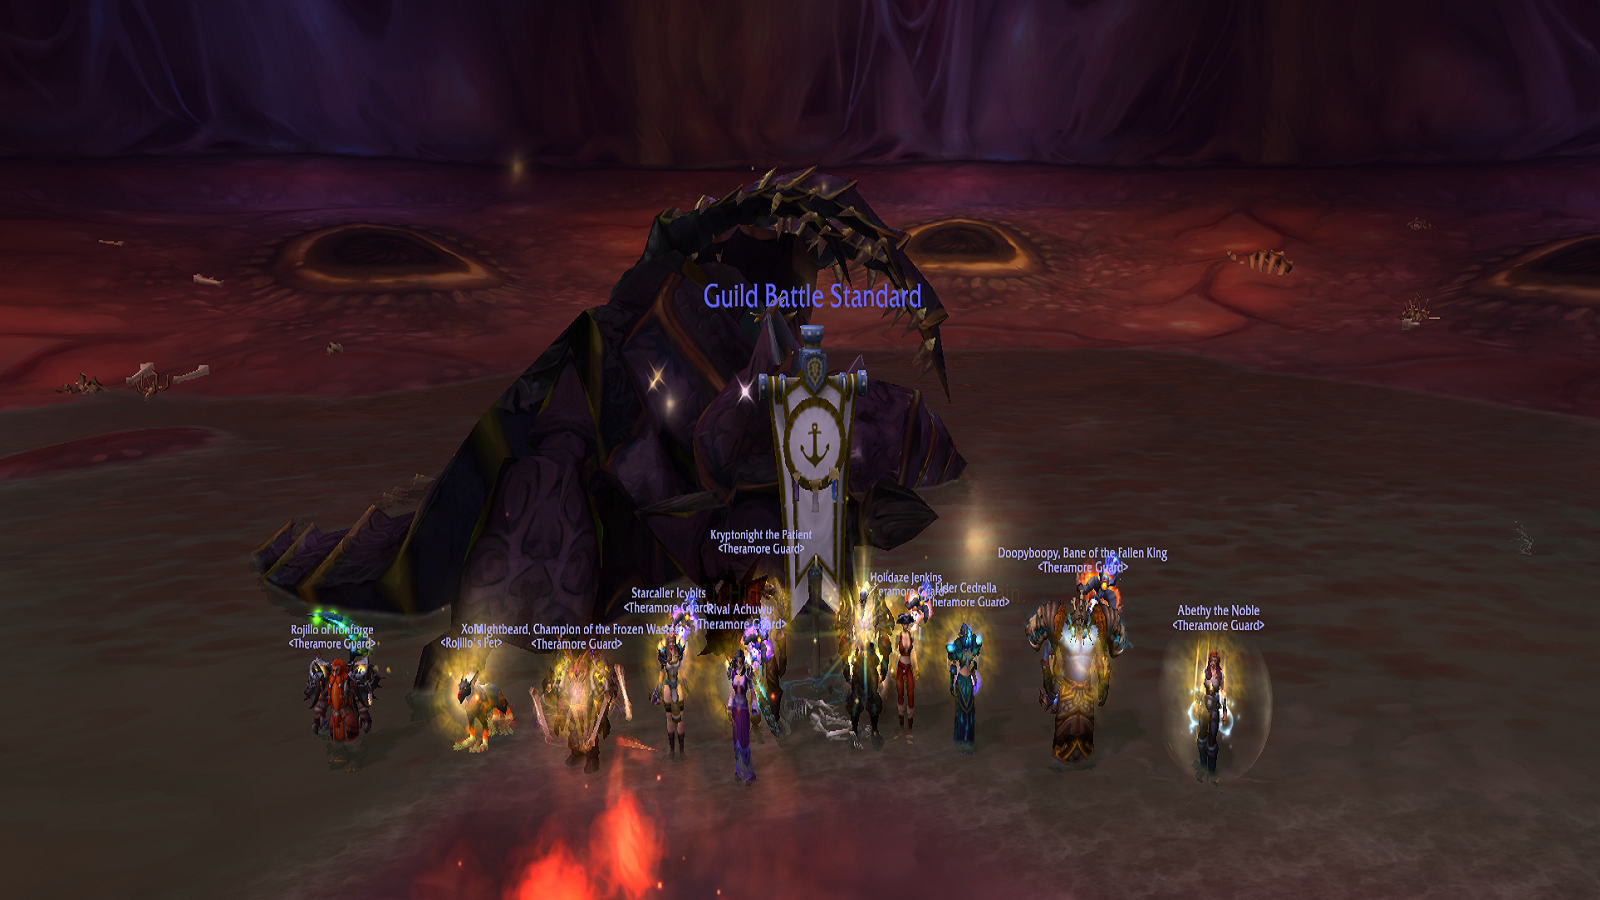 Guild Battle Standard
Kryptonight the Patient
<Theramore Guard>
Doopyboopy, Bane of the Fallen King
<Theramore Guard>
Holidaze Jenkins
Elder Cedrella
<Theramore Guard>
Starcaller Icybits
<Theramore Guard>
Rival Achuwu
<Theramore Guard>
Abethy the Noble
<Theramore Guard>
Rojillo of Ironforge
<Theramore Guard>
<Rojillo's Pet>
Mightbeard, Champion of the Frozen Wastes
<Theramore Guard>